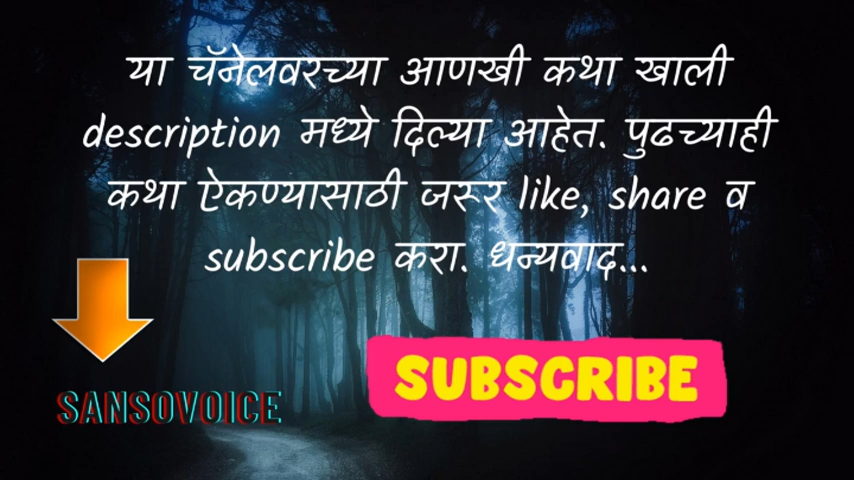 या चॅनेलवरच्या आणखी कथा खाली
description मध्ये दिल्या आहेत. पुढच्याही
कथा ऐकण्यासाठी जरूर like, share व
subscribe करा. धन्यवाद...
SUBSCRIBE
SANSOVOICE